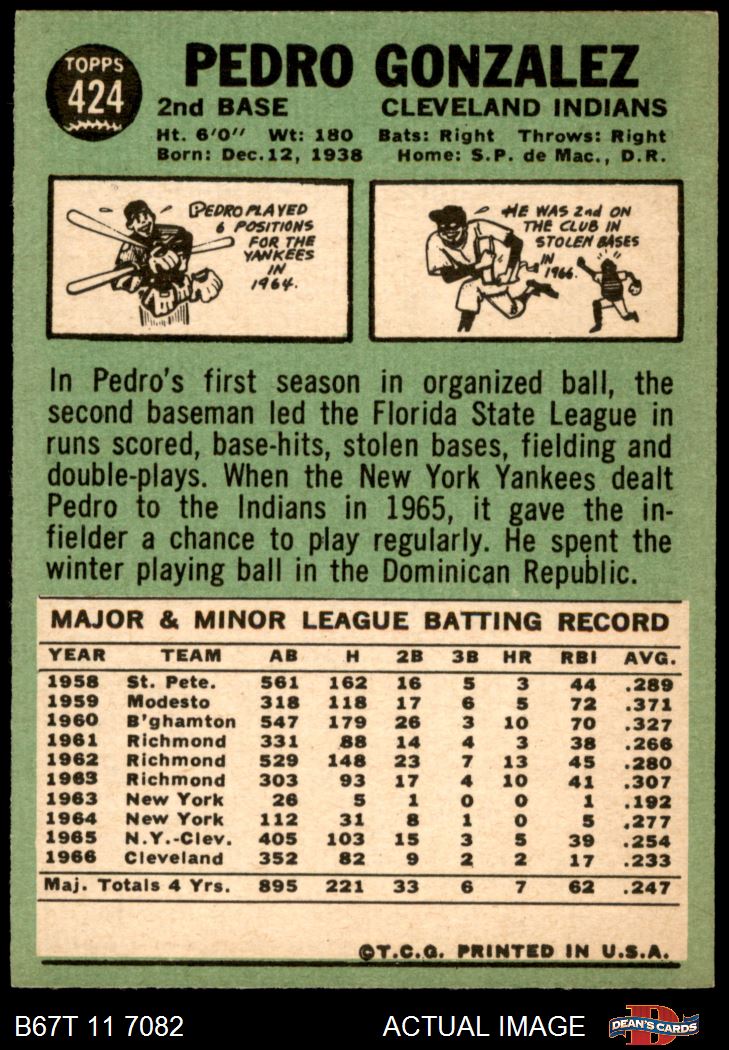 TOPPS
424
PEDRO GONZALEZ
2nd BASE CLEVELAND INDIANS
Ht. 6'0" Wt: 180 Bats: Right Throws: Right
Born: Dec.12, 1938 Home: S.P. de Mac., D.R.
PEDRO PLAYED
6 POSITIONS
FOR THE
YANKEES
IN
1964.
HE WAS 2nd ON
THE CLUB IN
STOLEN BASES
IN
1966.
In Pedro's first season in organized ball, the
second baseman led the Florida State League in
runs scored, base-hits, stolen bases, fielding and
double-plays. When the New York Yankees dealt
Pedro to the Indians in 1965, it gave the in-
fielder a chance to play regularly. He spent the
winter playing ball in the Dominican Republic.
MAJOR & MINOR LEAGUE BATTING RECORD
YEAR TEAM AB H 2B 3B HR RBI AVG.
1958 St. Pete. 561 162 16 5 3 44 .289
1959 Modesto 318 118 17 6 5 72 .371
1960 B'ghamton 547 179 26 3 10 70 .327
1961 Richmond 331 88 14 4 3 38 .266
1962 Richmond 529 148 23 7 13 45 .280
1963 Richmond 303 93 17 4 10 41 .307
1963 New York 26 5 1 0 0 1 .192
1964 New York 112 31 8 1 0 5 .277
1965 N.Y.-Clev. 405 103 15 3 5 39 .254
1966 Cleveland 352 82 9 2 2 17 .233
Maj. Totals 4 Yrs. 895 221 33 6 7 62 .247
©T.C.G. PRINTED IN U.S.A.
B67T 11 7082 ACTUAL IMAGE
D
DEAN'S CARDS